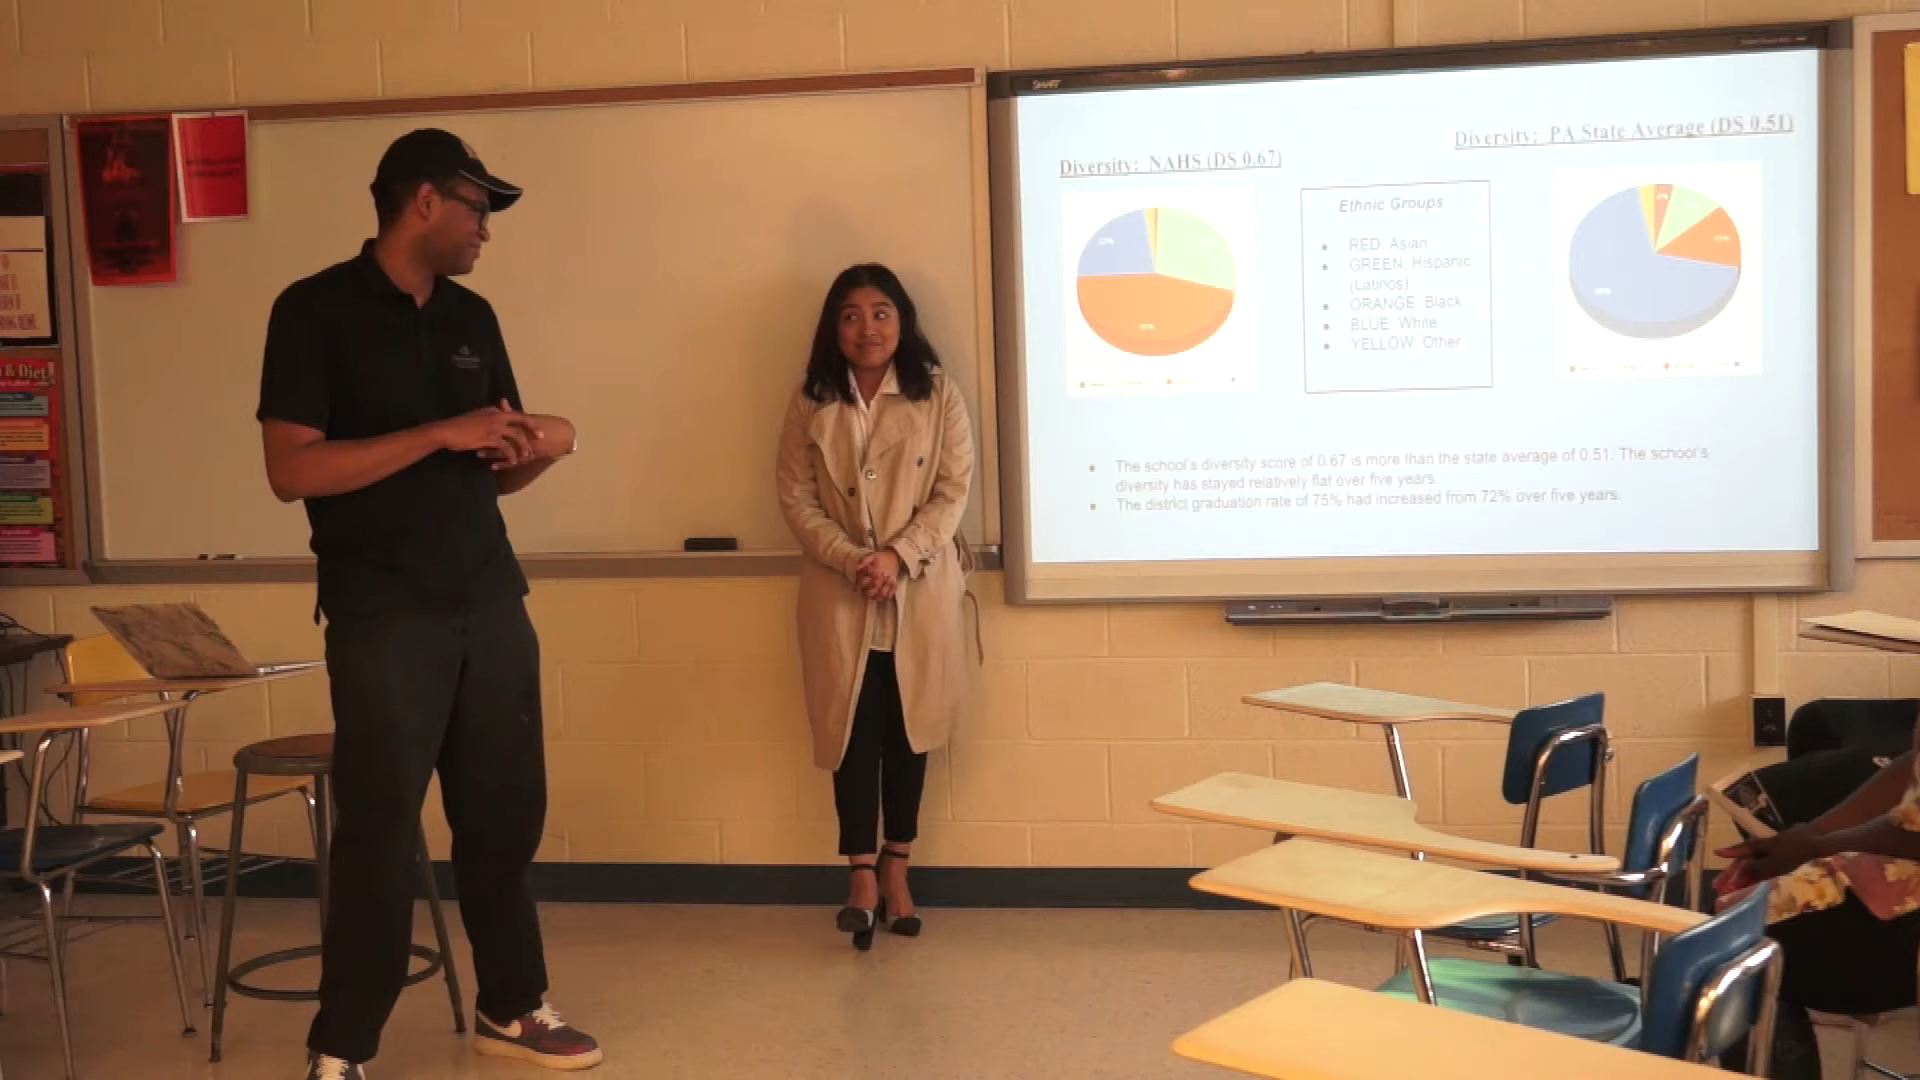 & Diet
SMART
Diversity: NAHS (DS 0.67)
Diversity: PA State Average (DS 0.51)
Ethnic Groups
RED: Asian
GREEN: Hispanic
(Latinos)
ORANGE: Black
BLUE: White
YELLOW: Other
The school's diversity score of 0.67 is more than the state average of 0.51. The school's
diversity has stayed relatively flat over five years.
The district graduation rate of 75% had increased from 72% over five years.